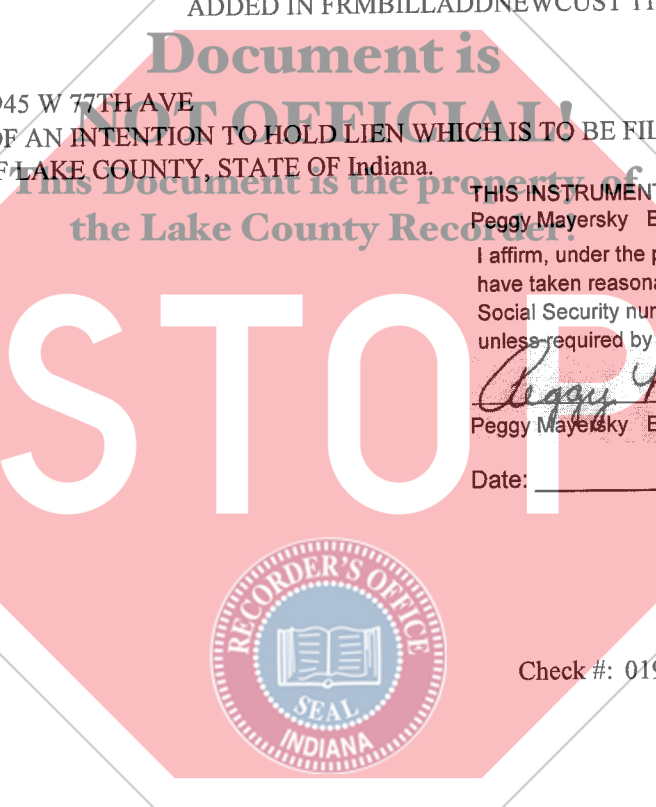 ADDED IN FRMBILLADDNEWCUST
Document is
945 W 77TH AVE
NOT OFFICIAL!
OF AN INTENTION TO HOLD LIEN WHICH IS TO BE FIL
F LAKE COUNTY, STATE OF Indiana.
This Document is the property of
THIS INSTRUMENT
the Lake County Recorder!
Peggy Mayersky E
I affirm, under the p
have taken reasona
Social Security nur
unless required by
STOP
Peggy
Peggy Mayersky E
Date:
RECORDER'S OFFICE
SEAL
INDIANA
Check #: 019